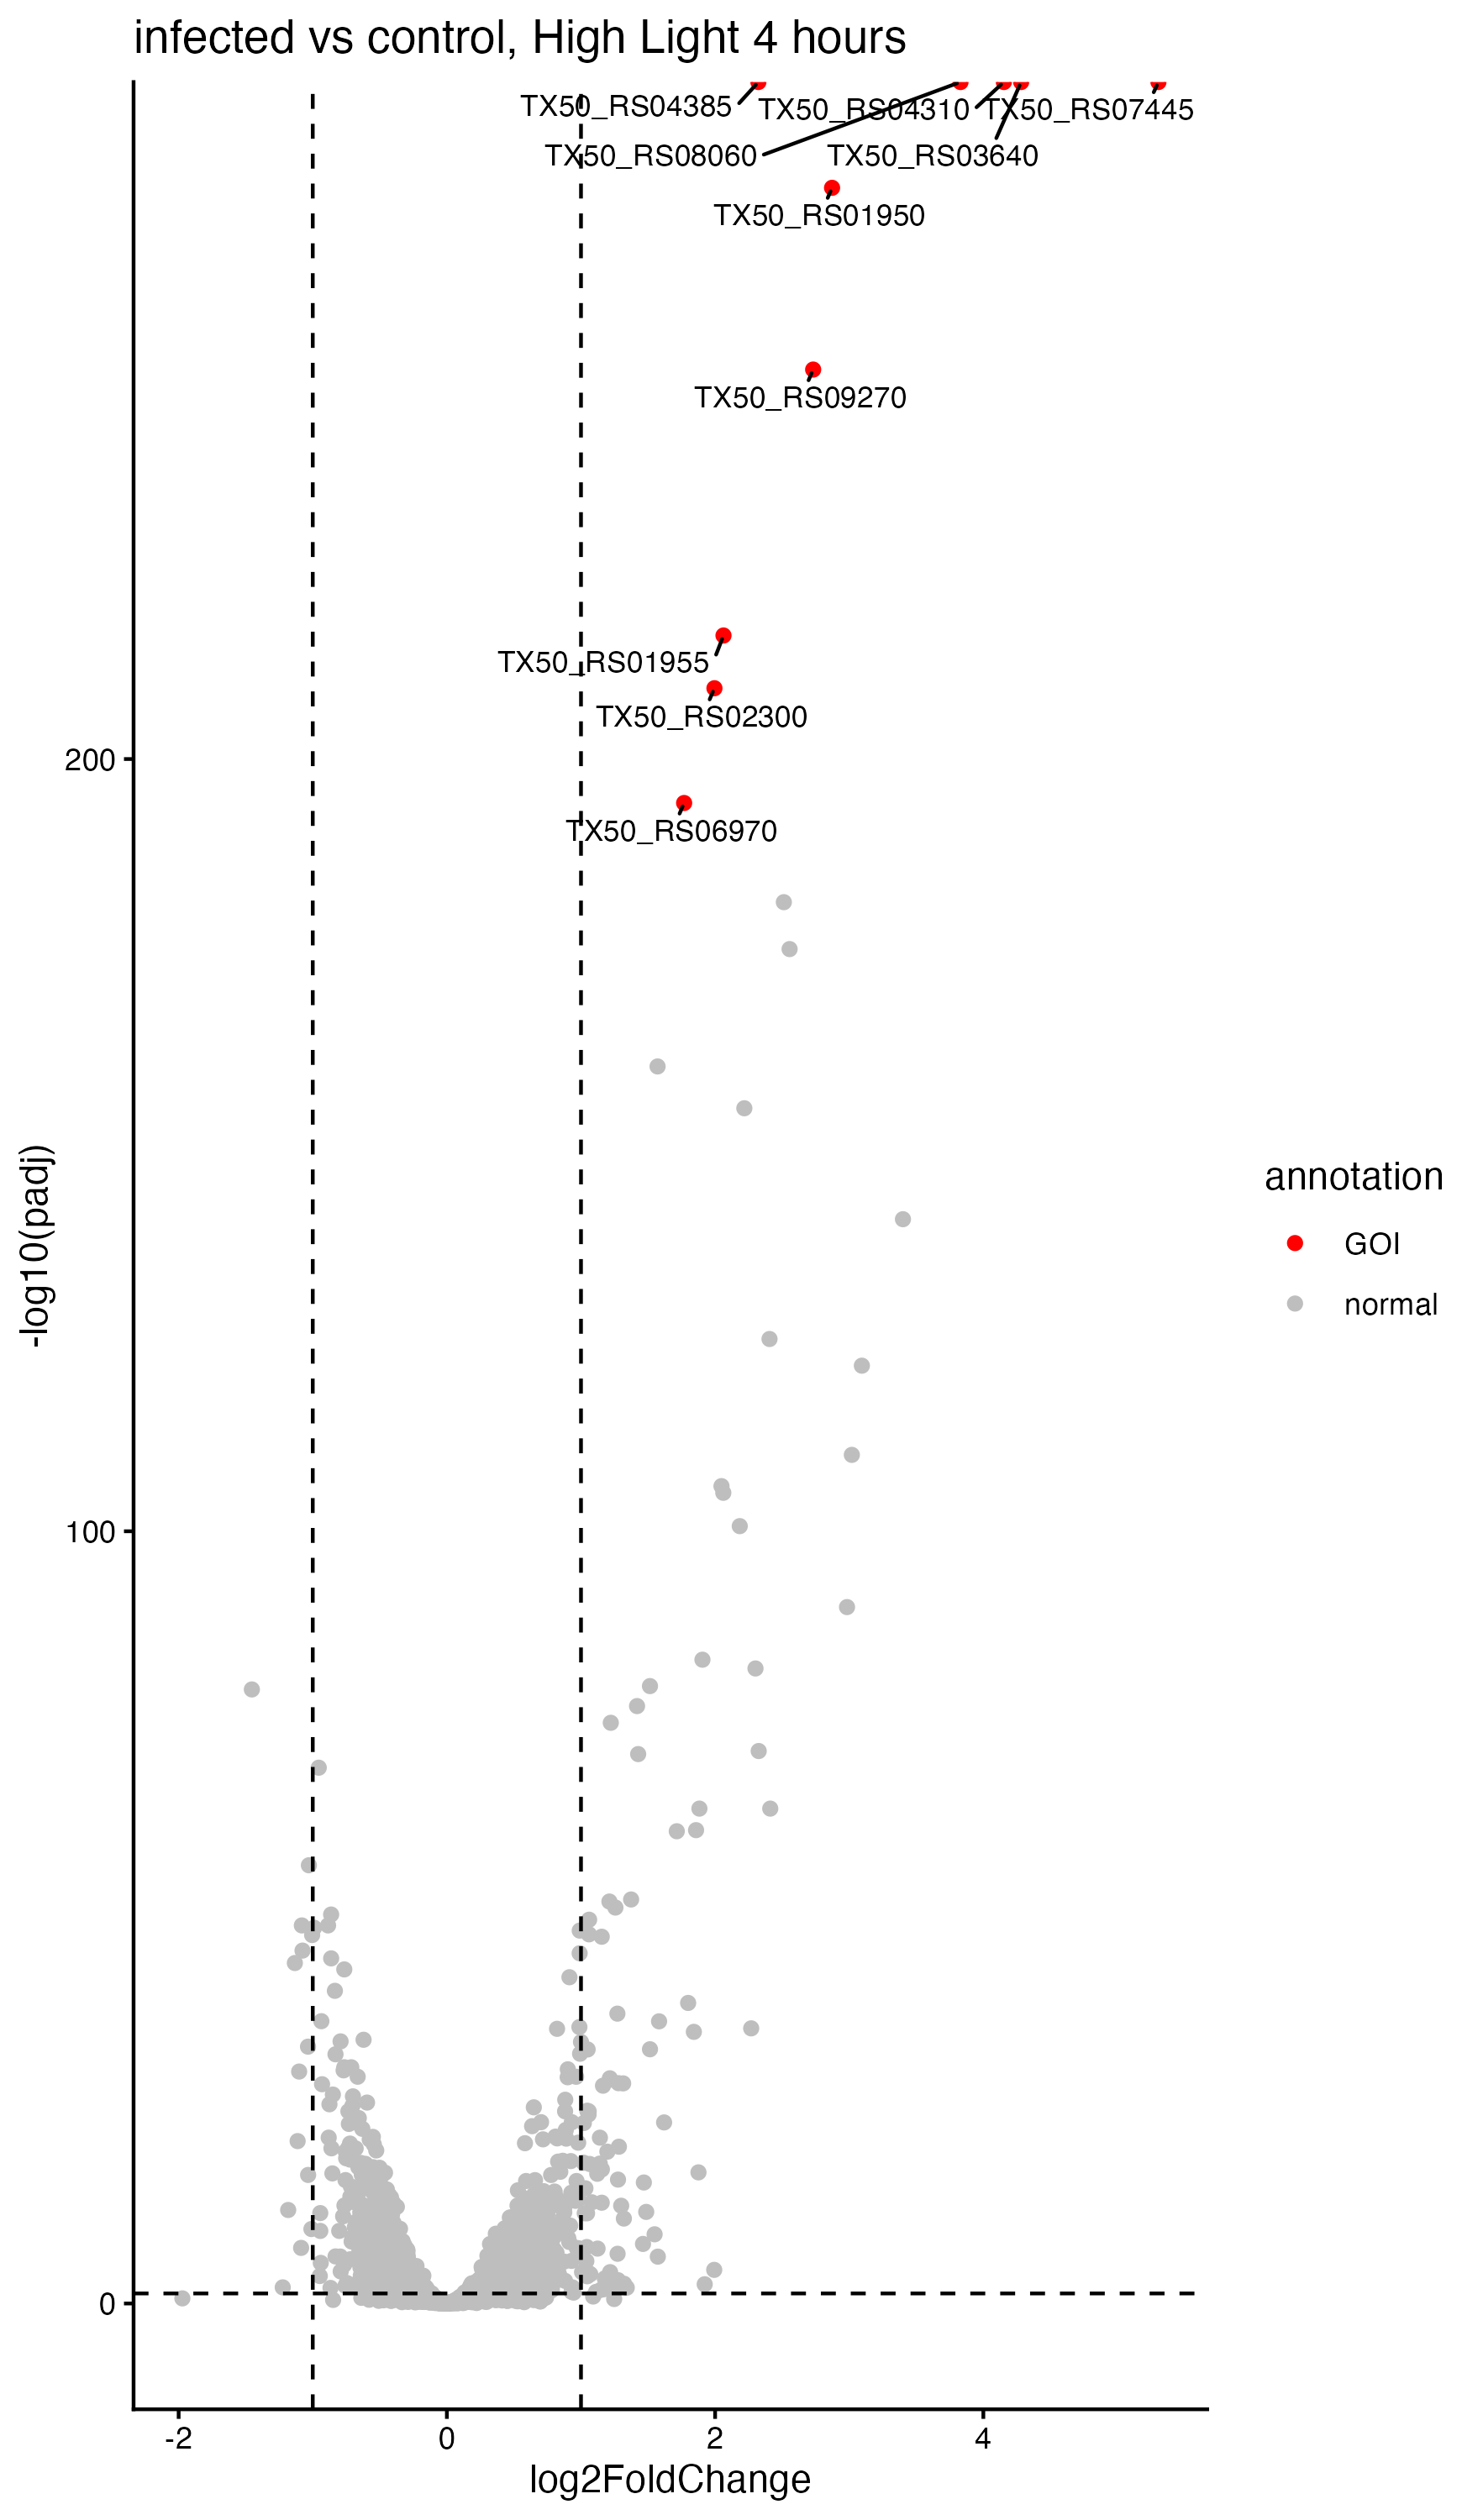 infected vs control, High Light 4 hours
TX50_RS04385
TX50_RS04310
TX50_RS07445
TX50_RS08060
TX50_RS03640
TX50_RS01950
TX50_RS09270
TX50_RS01955
TX50_RS02300
200
TX50_RS06970
-log10(padj)
annotation
GOI
normal
100
0
-2
0
2
4
log2FoldChange